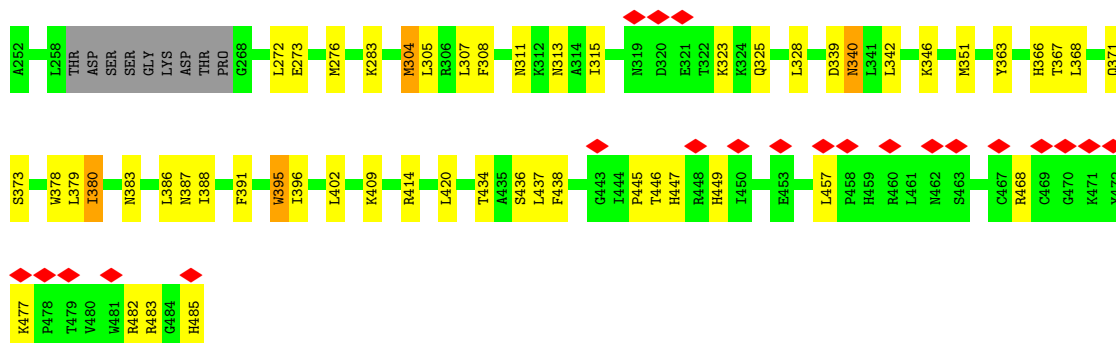 A252 L258 THR ASP SER SER GLY LYS ASP THR PRO G268 L272 E273 M276 K283 M304 L305 R306 L307 F308 N311 K312 N313 A314 I315 N319 D320 E321 T322 K323 K324 Q325 L328 D339 N340 L341 L342 K346 M351 Y363 H366 T367 L368 Q371
S373 W378 L379 I380 N383 L386 N387 I388 F391 W395 I396 L402 K409 R414 L420 T434 A435 S436 L437 F438 G443 I444 P445 T446 H447 R448 H449 I450 E453 L457 P458 H459 R460 L461 N462 S463 C467 R468 C469 G470 K471
K477 P478 T479 V480 W481 R482 R483 G484 H485